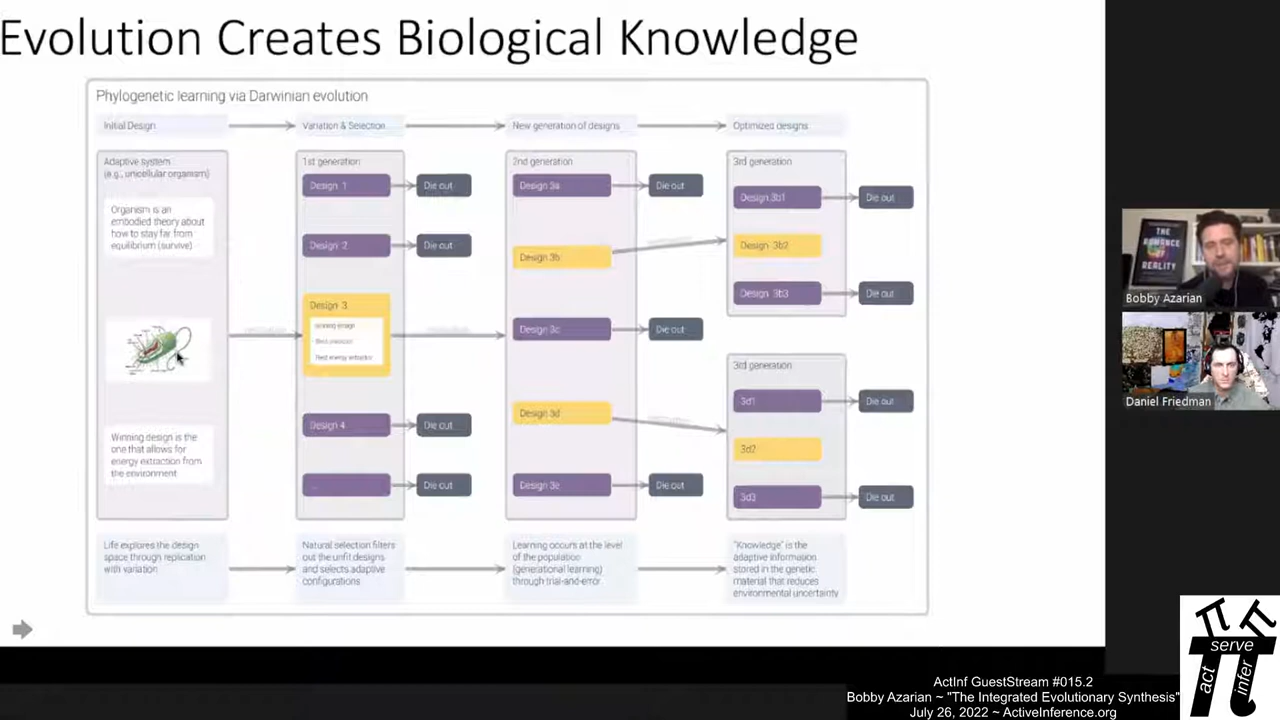 Evolution Creates Biological Knowledge
Phylogenetic learning via Darwinian evolution
Initial Design
Variation & Selection
New generation of designs
Optimized designs
Adaptive system
(e.g., unicellular organism)
Organism is an
embodied theory about
how to stay far from
equilibrium (survive)
Winning design is the
one that allows for
energy extraction from
the environment
1st generation
Design 1
Die out
Design 2
Die out
Design 3
Winning design
Best energy extractor
Design 4
Die out
...
Die out
2nd generation
Design 3a
Die out
Design 3b
Design 3c
Die out
Design 3d
Design 3e
Die out
3rd generation
Design 3b1
Die out
Design 3b2
Design 3b3
Die out
3rd generation
3d1
Die out
3d2
3d3
Die out
Life explores the design
space through replication
with variation
Natural selection filters
out the unfit designs
and selects adaptive
configurations
Learning occurs at the level
of the population
(generational learning)
through trial-and-error
"Knowledge" is the
adaptive information
stored in the genetic
material that reduces
environmental uncertainty
THE
ROMANCE
OF
REALITY
Bobby Azarian
Daniel Friedman
serve
act
infer
ActInf GuestStream #015.2
Bobby Azarian ~ "The Integrated Evolutionary Synthesis"
July 26, 2022 ~ ActiveInference.org